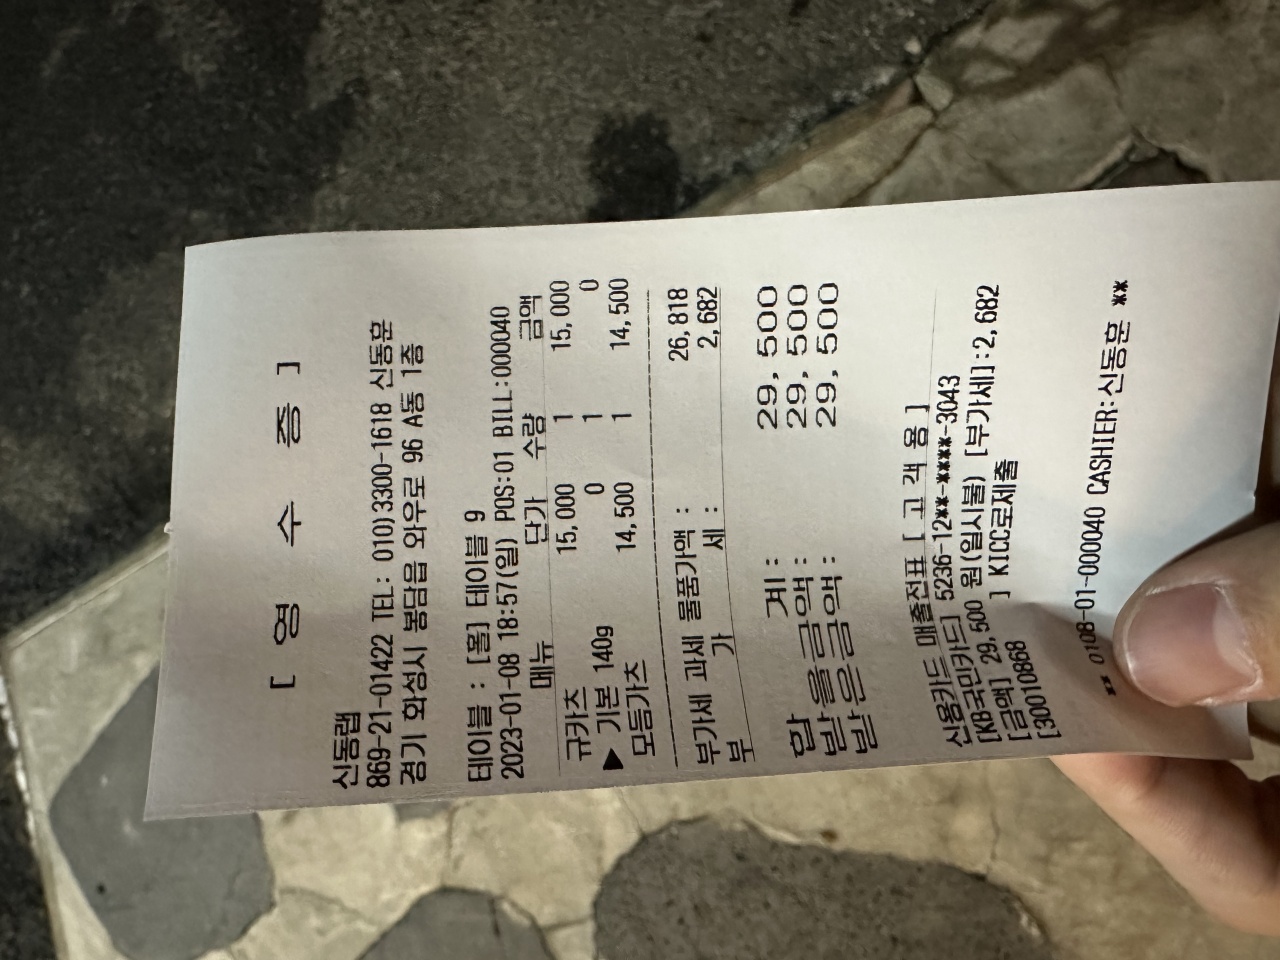 [ 영 수 증 ]
신동랩
869-21-01422 TEL: 010)3300-1618 신동훈
경기 화성시 봉담읍 와우로 96 A동 1층
테이블 : [홀] 테이블 9
2023-01-08 18:57(일) POS:01 BILL:000040
메뉴 단가 수량 금액
규카츠 15,000 1 15,000
▶ 기본 140g 0 1 0
모듬가츠 14,500 1 14,500
부가세 과세 물품가액 : 26,818
부 가 세 : 2,682
합 계 : 29,500
받을금액 : 29,500
받은금액 : 29,500
신용카드 매출전표 [ 고 객 용 ]
[KB국민카드] 5236-12**-****-3043
[금액] 29,500 원(일시불) [부가세]:2,682
[30010868 ] KICC로제출
** 0108-01-000040 CASHIER:신동훈 **